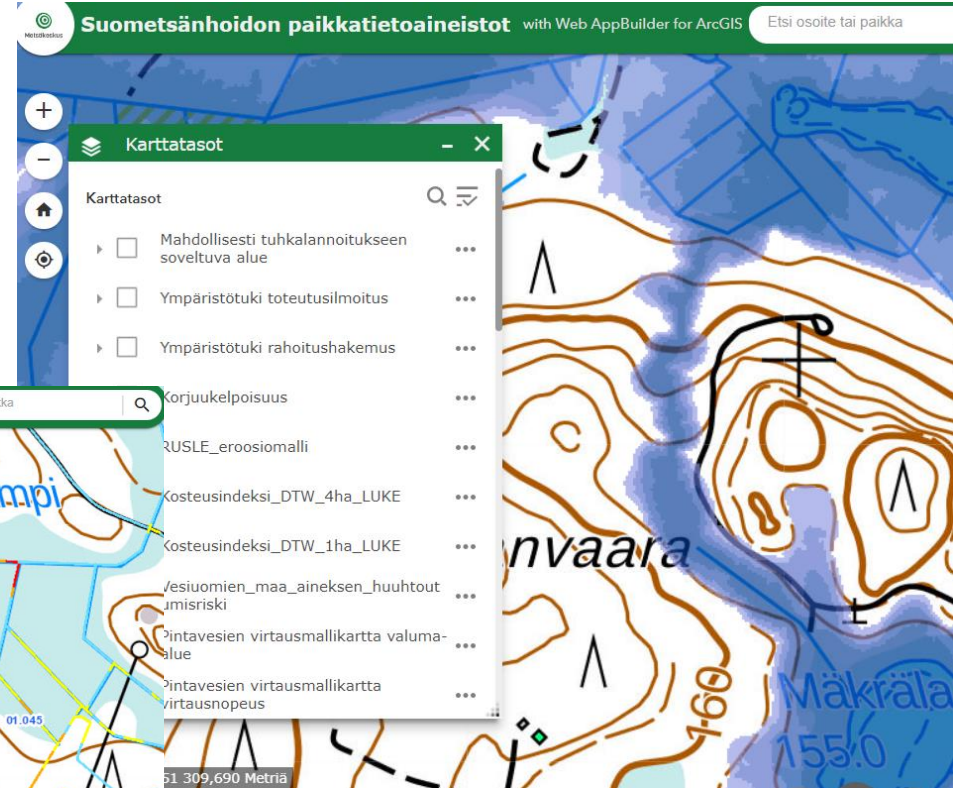 Metsäkeskus
Suometsänhoidon paikkatietoaineistot with Web AppBuilder for ArcGIS
Etsi osoite tai paikka
Karttatasot
Karttatasot
Mahdollisesti tuhkalannoitukseen
soveltuva alue
Ympäristötuki toteutusilmoitus
Ympäristötuki rahoitushakemus
Korjuukelpoisuus
RUSLE_eroosiomalli
Kosteusindeksi_DTW_4ha_LUKE
Kosteusindeksi_DTW_1ha_LUKE
Vesiuomien_maa_aineksen_huuhtout
umisriski
Pintavesien virtausmallikartta valuma-
alue
Pintavesien virtausmallikartta
virtausnopeus
mpi
01.045
nvaara
160
Mäkräla
155.0
51 309,690 Metriä